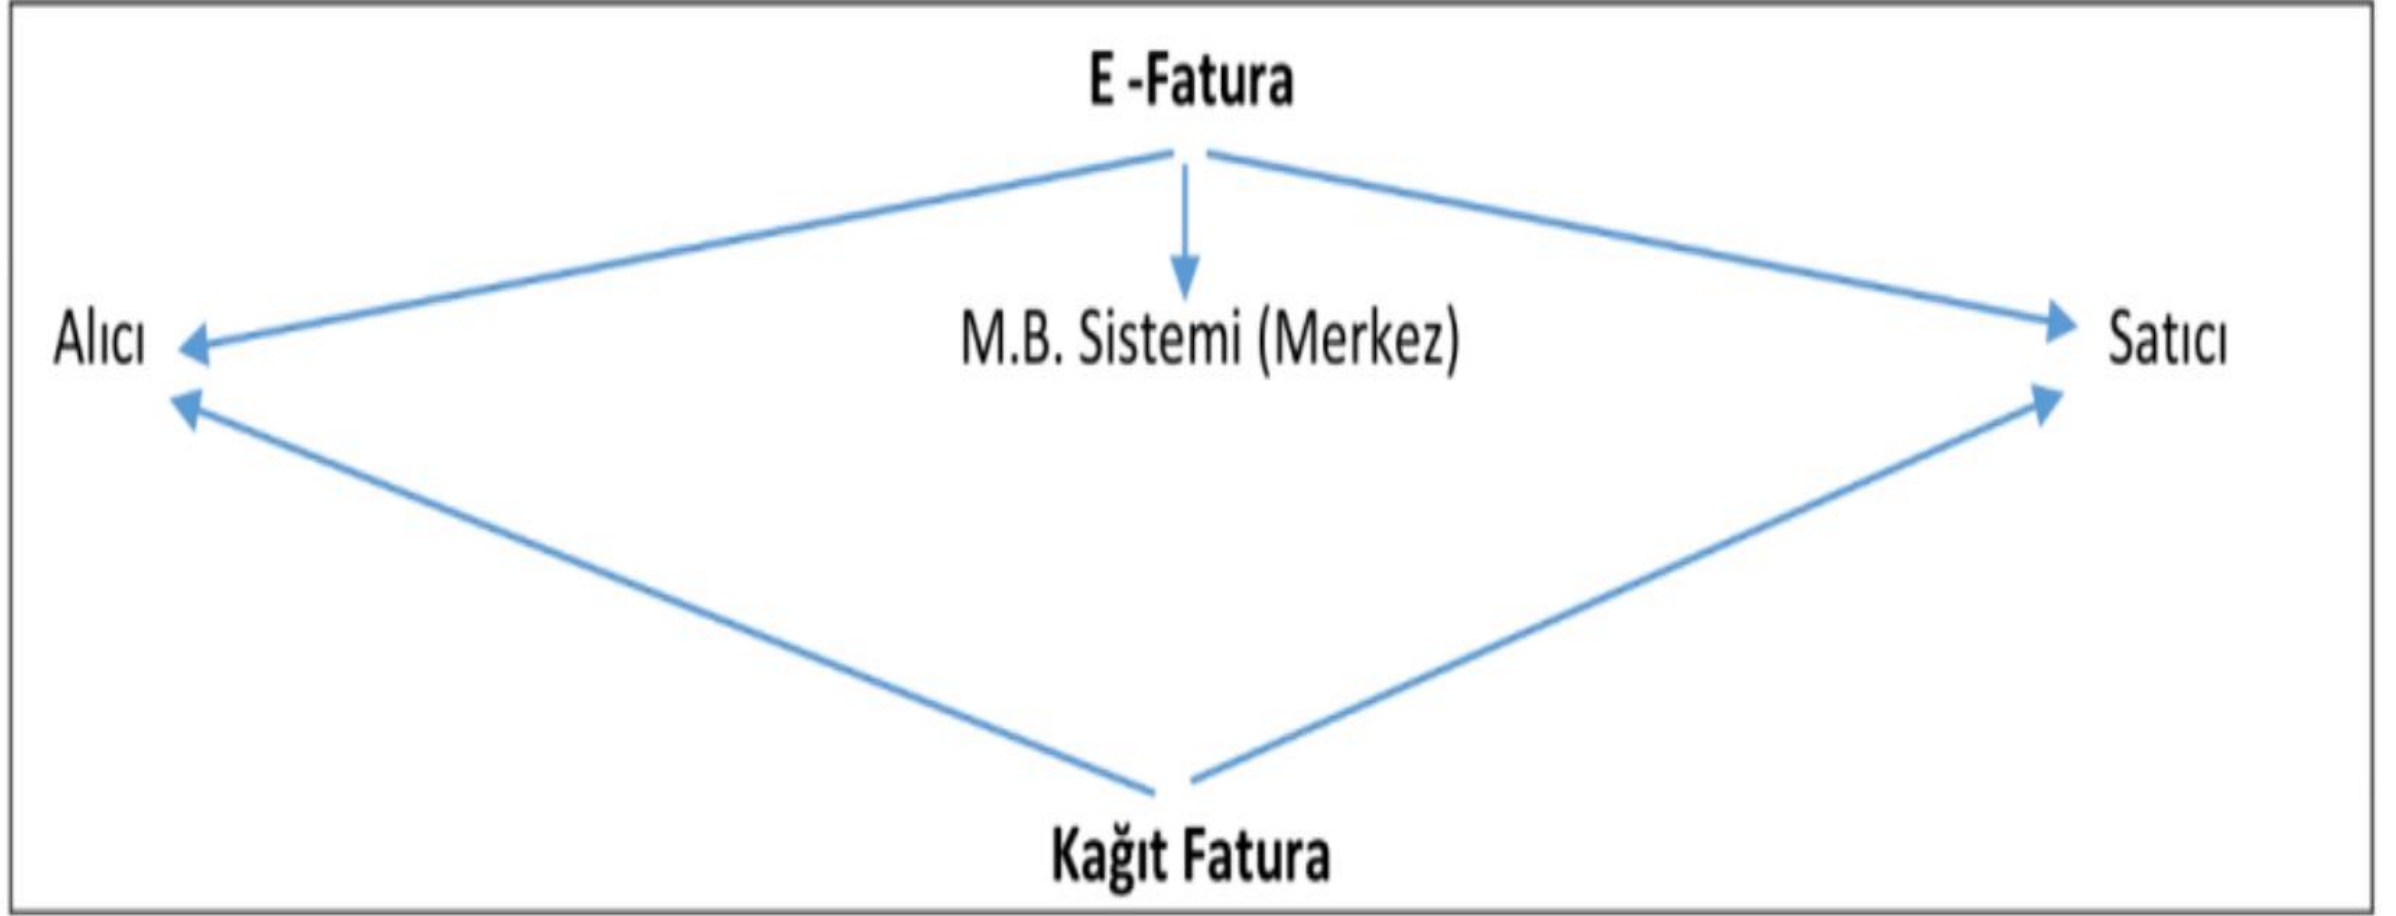 E -Fatura
Alıcı
M.B. Sistemi (Merkez)
Satıcı
Kağıt Fatura